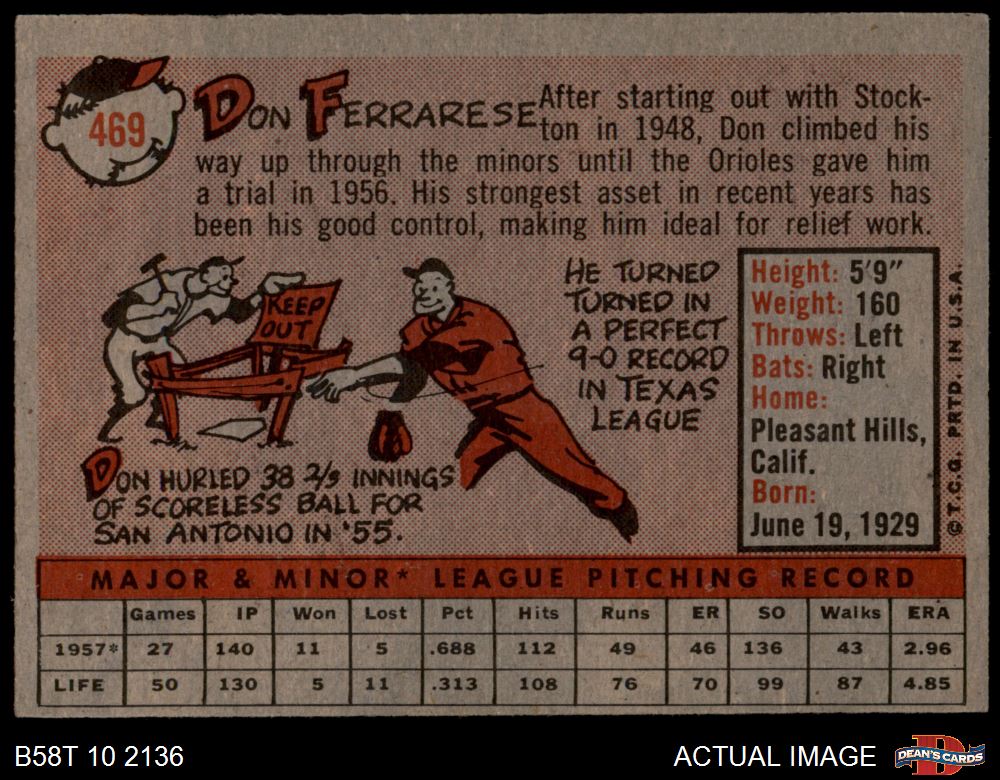 469
DON FERRARESE
After starting out with Stock-
ton in 1948, Don climbed his
way up through the minors until the Orioles gave him
a trial in 1956. His strongest asset in recent years has
been his good control, making him ideal for relief work.
KEEP
OUT
HE TURNED
TURNED IN
A PERFECT
9-0 RECORD
IN TEXAS
LEAGUE
DON HURLED 38 2/3 INNINGS
OF SCORELESS BALL FOR
SAN ANTONIO IN '55.
Height: 5'9"
Weight: 160
Throws: Left
Bats: Right
Home:
Pleasant Hills,
Calif.
Born:
June 19, 1929
© T.C.G. PRTD. IN U.S.A.
MAJOR & MINOR* LEAGUE PITCHING RECORD
Games IP Won Lost Pct Hits Runs ER SO Walks ERA
1957* 27 140 11 5 .688 112 49 46 136 43 2.96
LIFE 50 130 5 11 .313 108 76 70 99 87 4.85
B58T 10 2136
ACTUAL IMAGE
D
DEAN'S CARDS